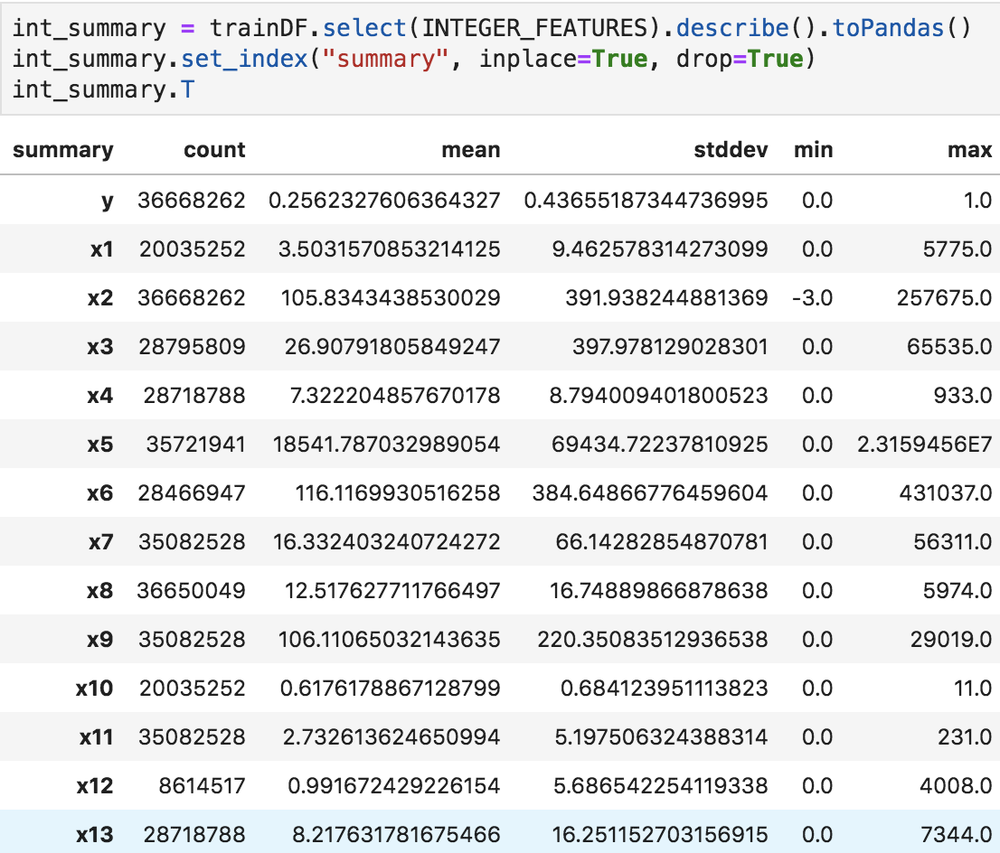 int_summary = trainDF.select(INTEGER_FEATURES).describe().toPandas()
int_summary.set_index("summary", inplace=True, drop=True)
int_summary.T
summary count mean stddev min max
y 36668262 0.2562327606364327 0.43655187344736995 0.0 1.0
x1 20035252 3.5031570853214125 9.462578314273099 0.0 5775.0
x2 36668262 105.8343438530029 391.938244881369 -3.0 257675.0
x3 28795809 26.90791805849247 397.978129028301 0.0 65535.0
x4 28718788 7.322204857670178 8.794009401800523 0.0 933.0
x5 35721941 18541.787032989054 69434.72237810925 0.0 2.3159456E7
x6 28466947 116.1169930516258 384.64866776459604 0.0 431037.0
x7 35082528 16.332403240724272 66.14282854870781 0.0 56311.0
x8 36650049 12.517627711766497 16.74889866878638 0.0 5974.0
x9 35082528 106.11065032143635 220.35083512936538 0.0 29019.0
x10 20035252 0.6176178867128799 0.684123951113823 0.0 11.0
x11 35082528 2.732613624650994 5.197506324388314 0.0 231.0
x12 8614517 0.991672429226154 5.686542254119338 0.0 4008.0
x13 28718788 8.217631781675466 16.251152703156915 0.0 7344.0